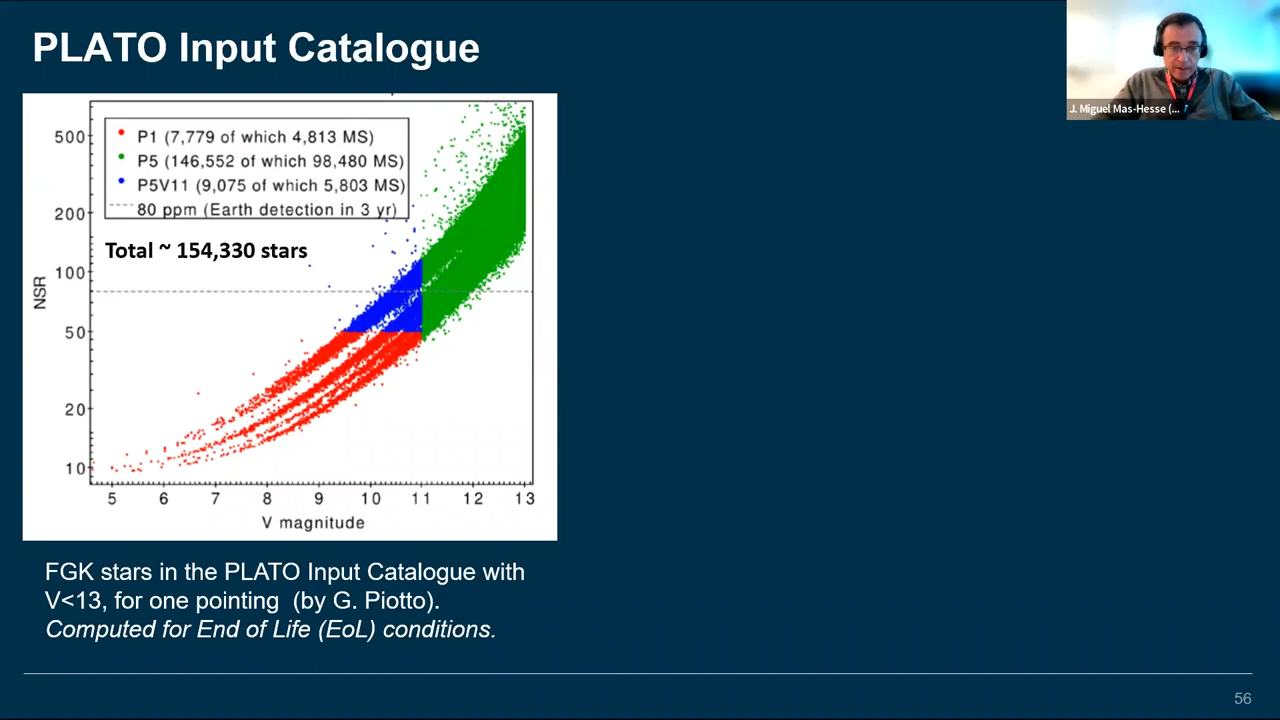 PLATO Input Catalogue
J. Miguel Mas-Hesse (...
P1 (7,779 of which 4,813 MS)
P5 (146,552 of which 98,480 MS)
P5V11 (9,075 of which 5,803 MS)
80 ppm (Earth detection in 3 yr)
Total ~ 154,330 stars
NSR
500
200
100
50
20
10
5 6 7 8 9 10 11 12 13
V magnitude
FGK stars in the PLATO Input Catalogue with
V<13, for one pointing (by G. Piotto).
Computed for End of Life (EoL) conditions.
56